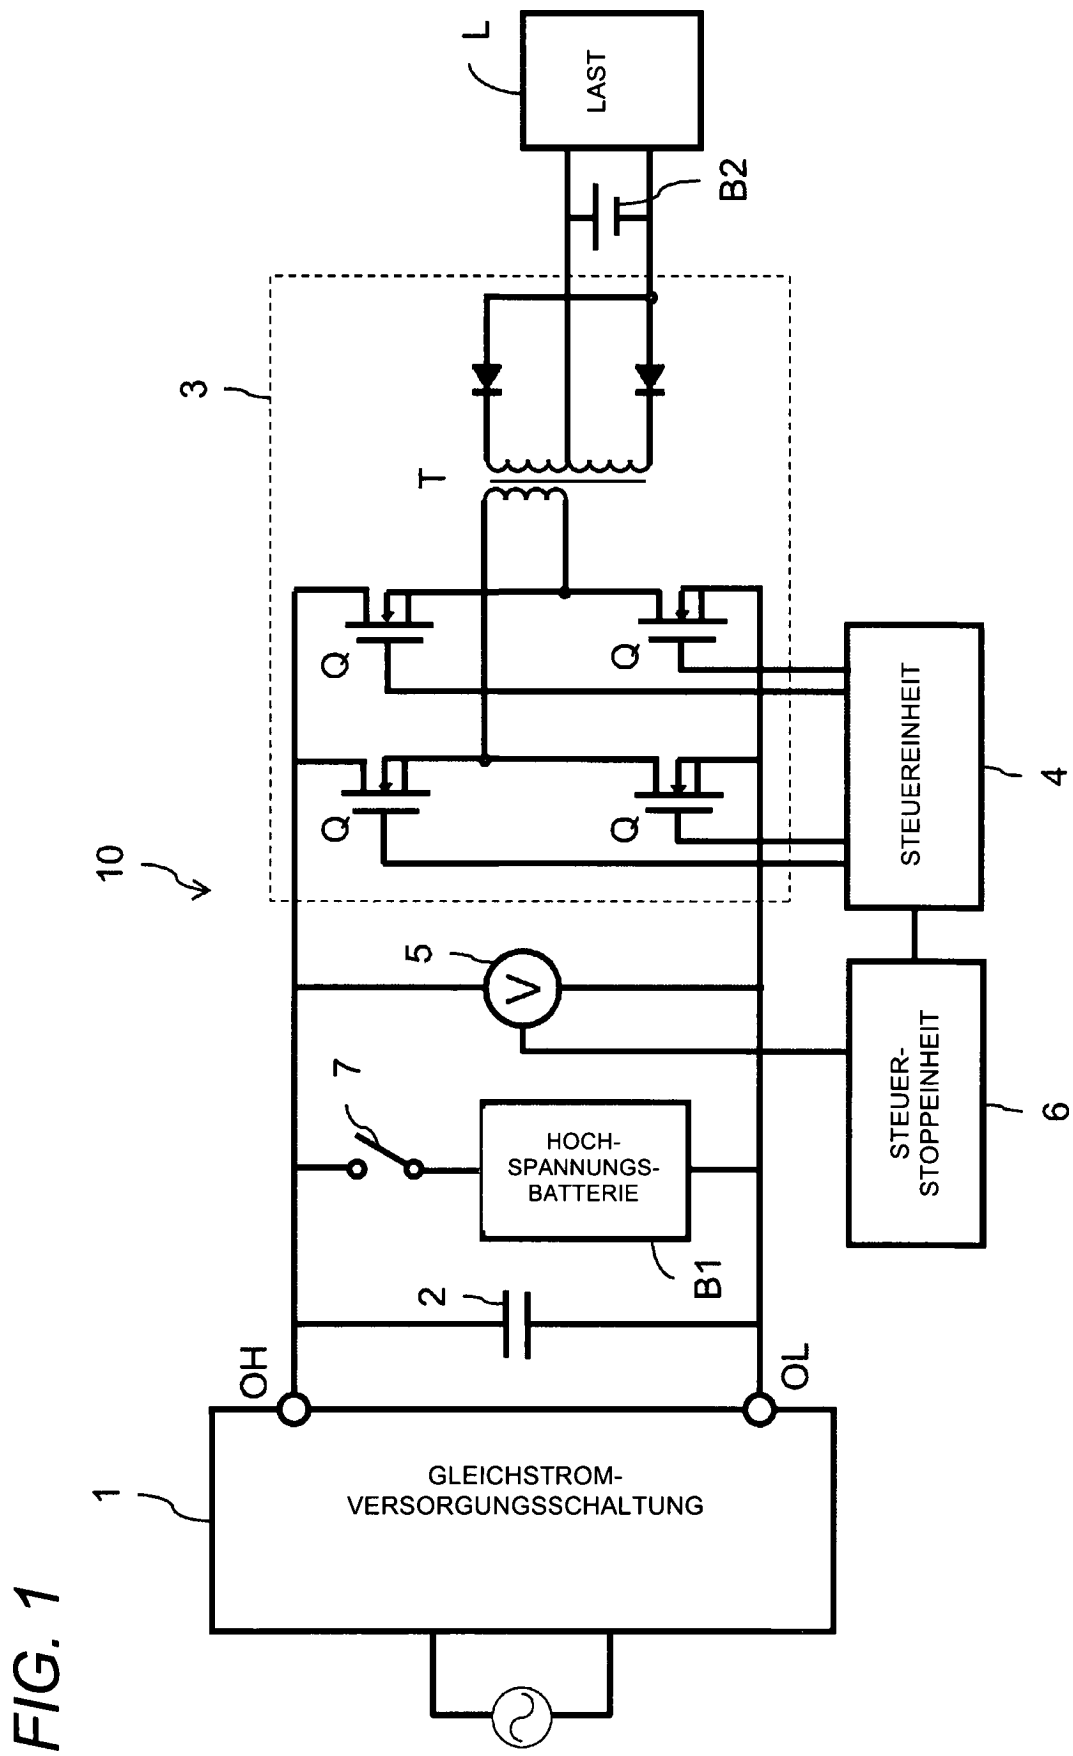 FIG. 1
10
3
L
LAST
B2
T
Q
Q
Q
Q
5
V
7
HOCH-
SPANNUNGS-
BATTERIE
B1
2
OH
OL
1
GLEICHSTROM-
VERSORGUNGSSCHALTUNG
STEUER-
STOPPEINHEIT
6
STEUEREINHEIT
4